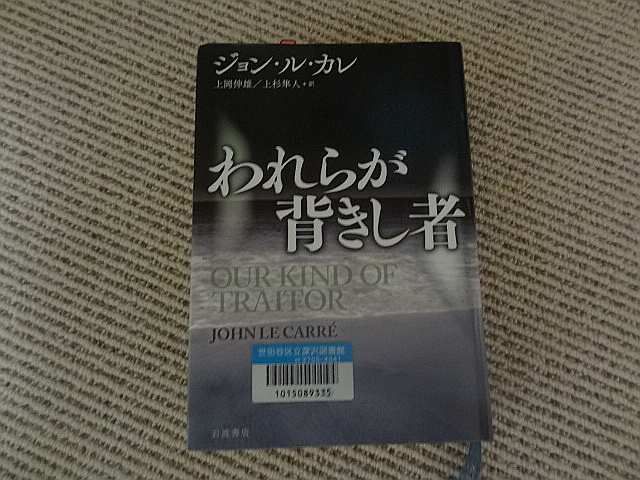 ジョン・ル・カレ
上岡伸雄／上杉隼人・訳
われらが
背きし者
OUR KIND OF
TRAITOR
JOHN LE CARRÉ
世田谷区立深沢図書館
1015089335
岩波書店